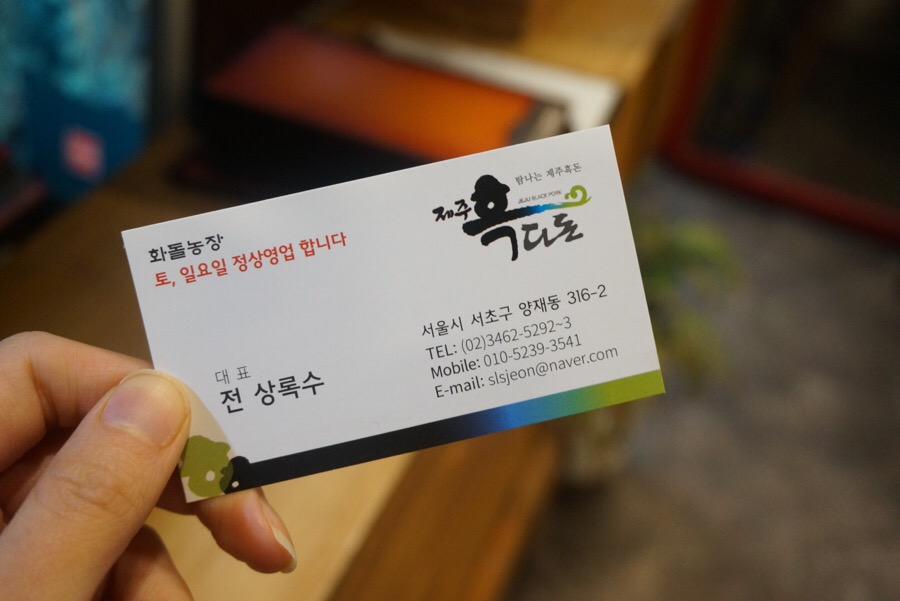 화돌농장
토, 일요일 정상영업 합니다
탐나는 제주흑돈
JEJU BLACK PORK
제주 흑다돈
대 표
전 상록수
서울시 서초구 양재동 316-2
TEL: (02)3462-5292~3
Mobile: 010-5239-3541
E-mail: slsjeon@naver.com